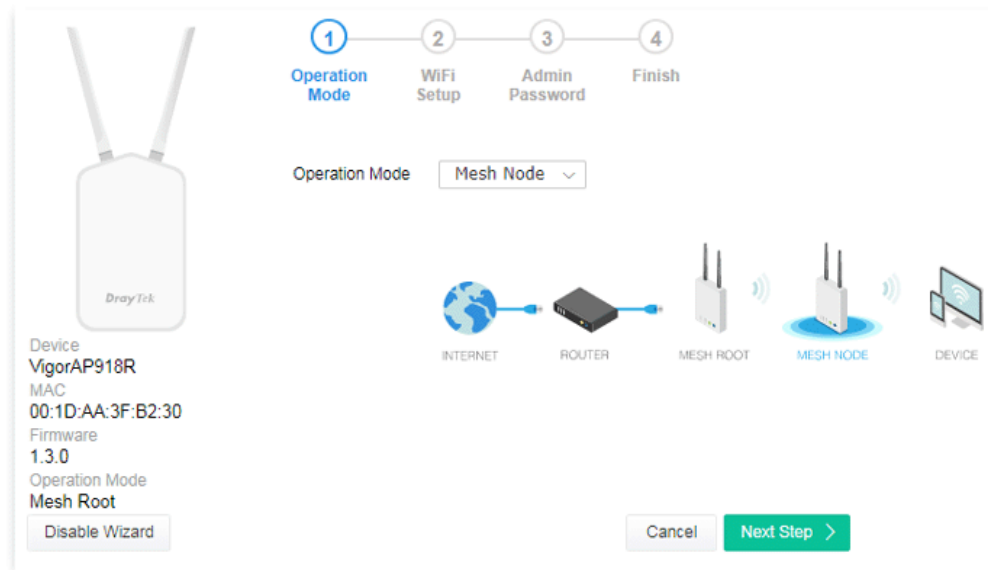 1 2 3 4
Operation Mode
WiFi Setup
Admin Password
Finish
Operation Mode Mesh Node
DrayTek
INTERNET ROUTER MESH ROOT MESH NODE DEVICE
Device
VigorAP918R
MAC
00:1D:AA:3F:B2:30
Firmware
1.3.0
Operation Mode
Mesh Root
Disable Wizard Cancel Next Step